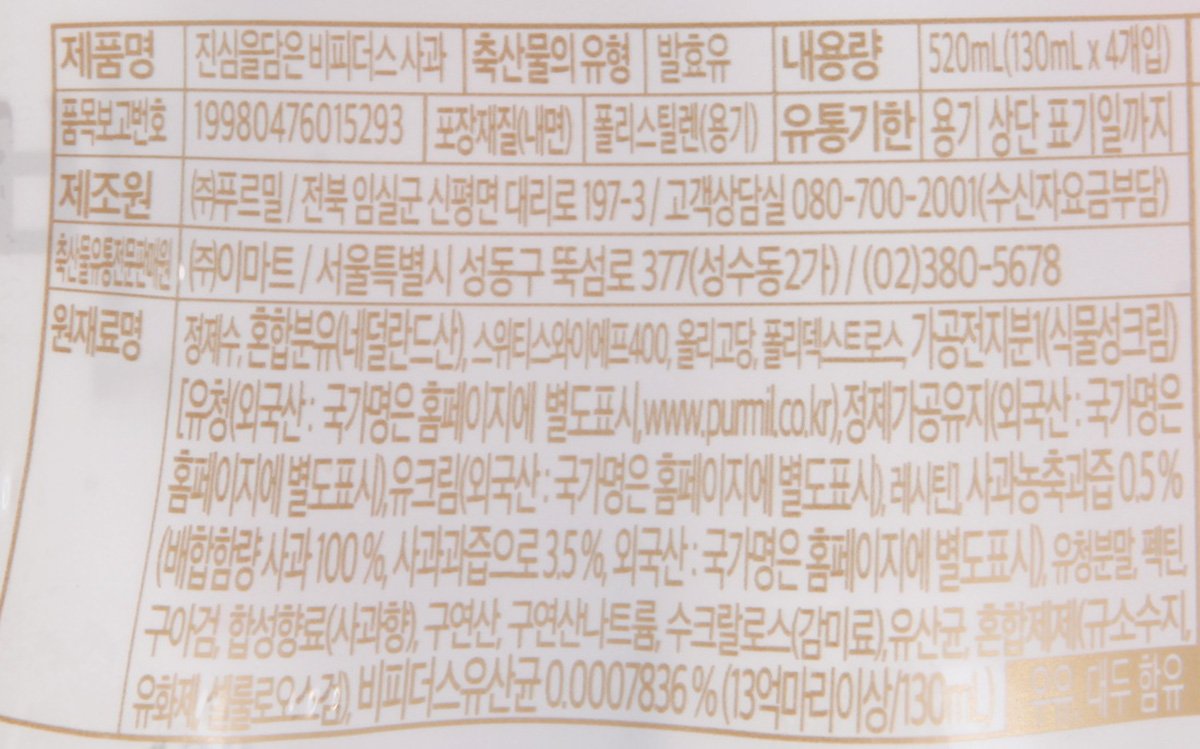 제품명 진심을담은 비피더스 사과 축산물의 유형 발효유 내용량 520mL(130mL x 4개입)
품목보고번호 19980476015293 포장재질(내면) 폴리스틸렌(용기) 유통기한 용기 상단 표기일까지
제조원 ㈜푸르밀 / 전북 임실군 신평면 대리로 197-3 / 고객상담실 080-700-2001(수신자요금부담)
축산물유통전문판매원 ㈜이마트 / 서울특별시 성동구 뚝섬로 377(성수동2가) / (02)380-5678
원재료명 정제수, 혼합분유(네덜란드산), 스위티스와이에프400, 올리고당, 폴리덱스트로스, 가공전지분1(식물성크림)
[유청(외국산 : 국가명은 홈페이지에 별도표시,www.purmil.co.kr),정제가공유지(외국산 : 국가명은
홈페이지에 별도표시),유크림(외국산 : 국가명은 홈페이지에 별도표시), 레시틴], 사과농축과즙 0.5 %
(배합함량 사과 100 %, 사과과즙으로 3.5 %, 외국산 : 국가명은 홈페이지에 별도표시), 유청분말, 펙틴,
구아검, 합성향료(사과향), 구연산, 구연산나트륨, 수크랄로스(감미료),유산균, 혼합제제(규소수지,
유화제, 셀룰로오스검), 비피더스유산균 0.0007836 % (13억마리이상/130mL) 우유, 대두 함유